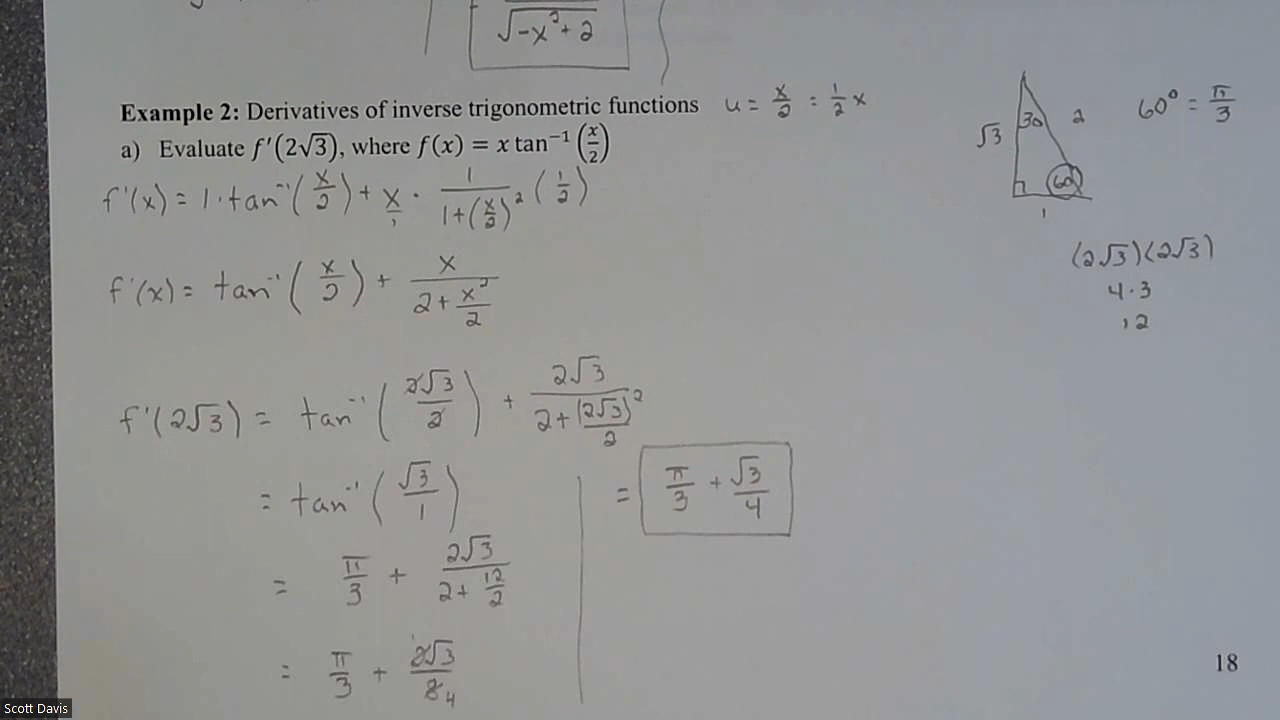 √-x²+2
Example 2: Derivatives of inverse trigonometric functions u = x/2 = 1/2 x
a) Evaluate f′(2√3), where f(x) = x tan⁻¹(x/2)
f'(x) = 1·tan⁻¹(x/2) + x/1 · 1/(1+(x/2)²) (1/2)
f'(x) = tan⁻¹(x/2) + x/(2+x²/2)
f'(2√3) = tan⁻¹(2√3/2) + 2√3/(2+(2√3)²/2)
= tan⁻¹(√3/1)
= π/3 + 2√3/(2+12/2)
= π/3 + 2√3/8 4
= π/3 + √3/4
√3 30 2 60 1
60° = π/3
(2√3)(2√3)
4·3
12
18
Scott Davis